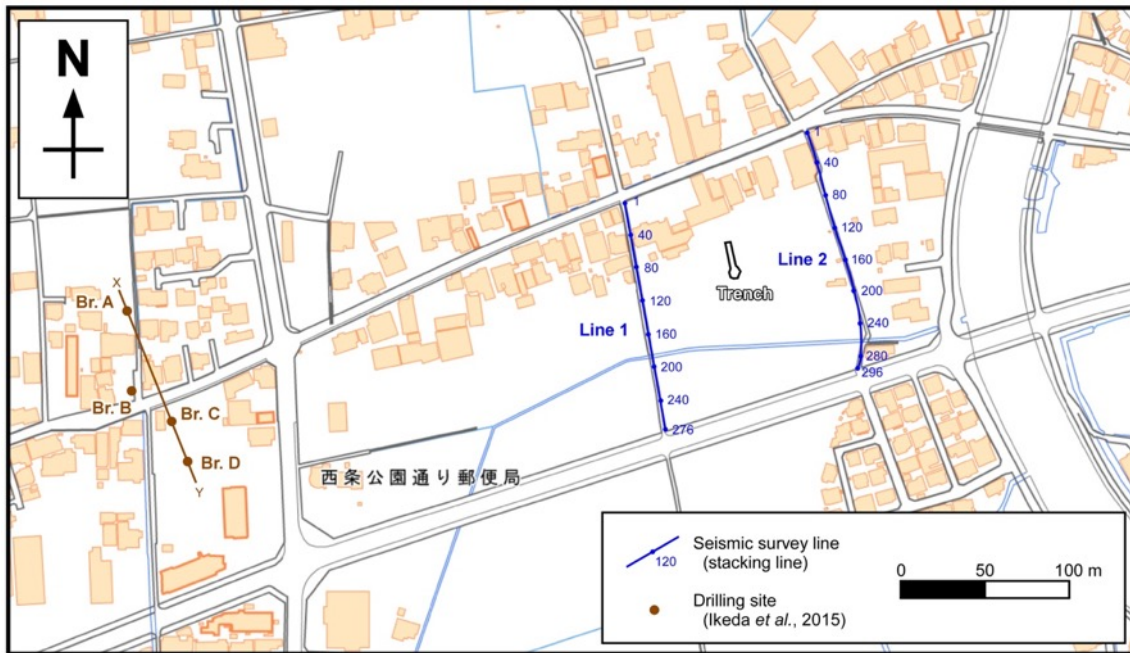 N
1
40
80
120
160
200
240
280
296
Line 2
1
40
80
120
160
200
240
276
Line 1
Trench
X
Br. A
Br. B
Br. C
Br. D
Y
西条公園通り郵便局
120
Seismic survey line
(stacking line)
Drilling site
(Ikeda et al., 2015)
0 50 100 m